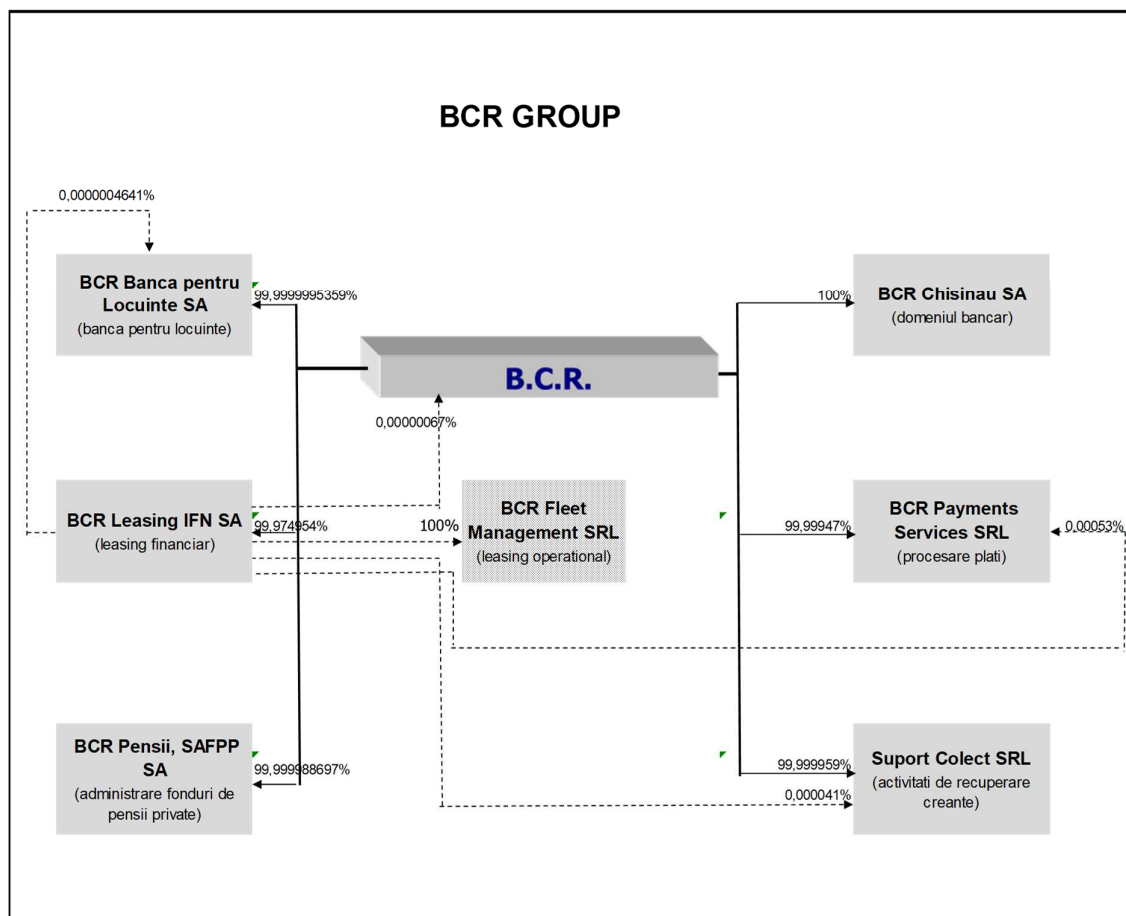 BCR GROUP
0,0000004641%
BCR Banca pentru
Locuinte SA
(banca pentru locuinte)
99,9999995359%
100%
BCR Chisinau SA
(domeniul bancar)
B.C.R.
0,00000067%
BCR Leasing IFN SA
(leasing financiar)
99,974954%
100%
BCR Fleet
Management SRL
(leasing operational)
99,99947%
BCR Payments
Services SRL
(procesare plati)
0,00053%
BCR Pensii, SAFPP
SA
(administrare fonduri de
pensii private)
99,999988697%
99,999959%
0,000041%
Suport Colect SRL
(activitati de recuperare
creante)